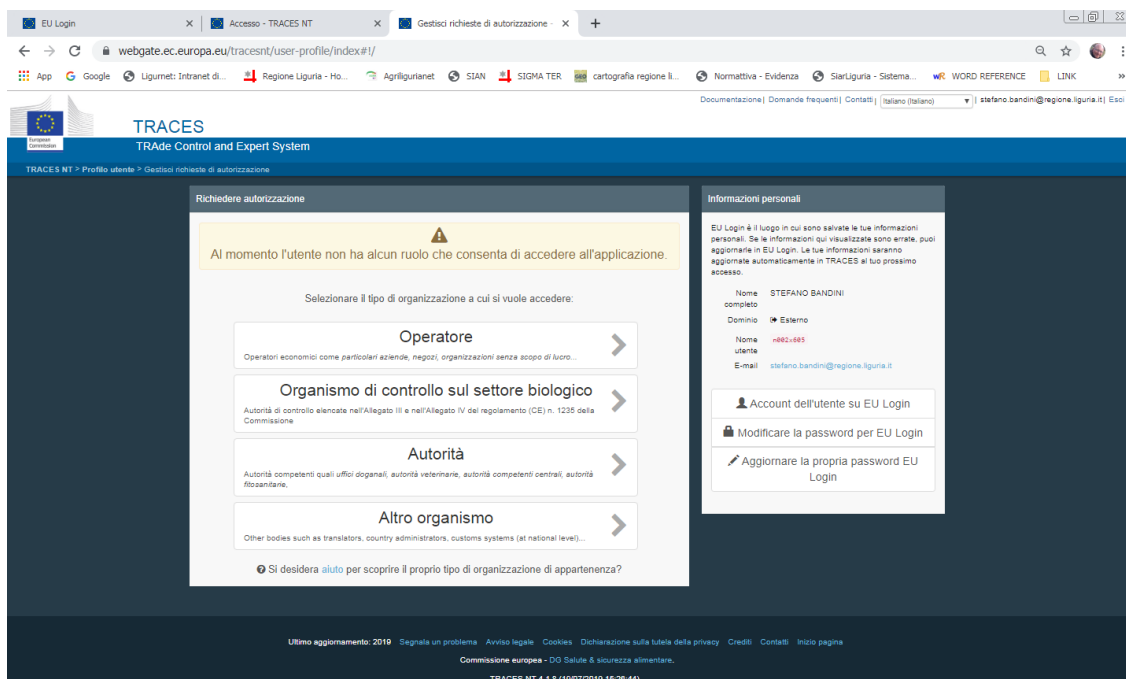 EU Login
Accesso - TRACES NT
Gestisci richieste di autorizzazione -
webgate.ec.europa.eu/tracesnt/user-profile/index#!/
App Google Ligurnet: Intranet di... Regione Liguria - Ho... Agriligurianet SIAN SIGMA TER cartografia regione li... Normattiva - Evidenza SiarLiguria - Sistema... WORD REFERENCE LINK »
Documentazione| Domande frequenti| Contatti| Italiano (Italiano) | stefano.bandini@regione.liguria.it| Esci
European
Commission
TRACES
TRAde Control and Expert System
TRACES NT > Profilo utente > Gestisci richieste di autorizzazione
Richiedere autorizzazione
Al momento l'utente non ha alcun ruolo che consenta di accedere all'applicazione.
Selezionare il tipo di organizzazione a cui si vuole accedere:
Operatore
Operatori economici come particolari aziende, negozi, organizzazioni senza scopo di lucro...
Organismo di controllo sul settore biologico
Autorità di controllo elencate nell'Allegato III e nell'Allegato IV del regolamento (CE) n. 1235 della
Commissione
Autorità
Autorità competenti quali uffici doganali, autorità veterinarie, autorità competenti centrali, autorità
fitosanitarie,
Altro organismo
Other bodies such as translators, country administrators, customs systems (at national level)...
Si desidera aiuto per scoprire il proprio tipo di organizzazione di appartenenza?
Informazioni personali
EU Login è il luogo in cui sono salvate le tue informazioni
personali. Se le informazioni qui visualizzate sono errate, puoi
aggiornarle in EU Login. Le tue informazioni saranno
aggiornate automaticamente in TRACES al tuo prossimo
accesso.
Nome completo STEFANO BANDINI
Dominio Esterno
Nome utente n002x605
E-mail stefano.bandini@regione.liguria.it
Account dell'utente su EU Login
Modificare la password per EU Login
Aggiornare la propria password EU
Login
Ultimo aggiornamento: 2019 Segnala un problema Avviso legale Cookies Dichiarazione sulla tutela della privacy Crediti Contatti Inizio pagina
Commissione europea - DG Salute & sicurezza alimentare.
TRACES NT 4.1.8 (19/07/2019 15:26:44)